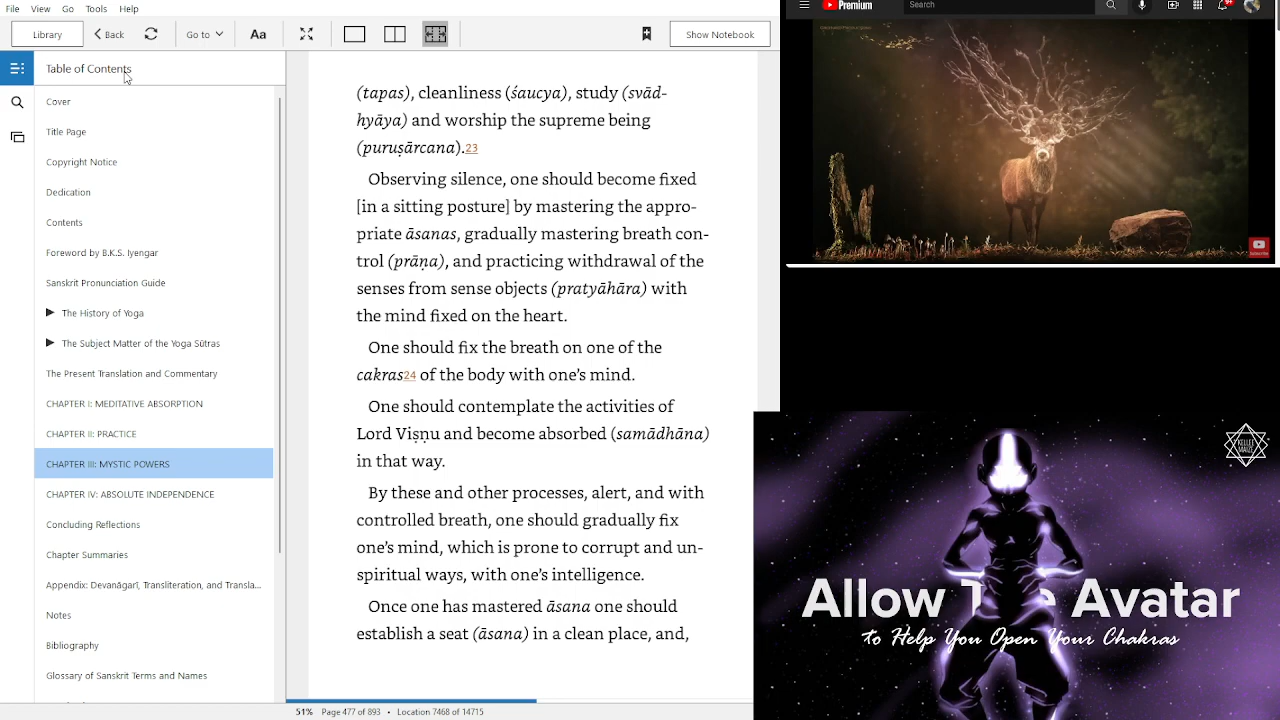 File View Go Tools Help
Library
Back
Go to
Aa
Show Notebook
Table of Contents
Cover
Title Page
Copyright Notice
Dedication
Contents
Foreword by B.K.S. Iyengar
Sanskrit Pronunciation Guide
The History of Yoga
The Subject Matter of the Yoga Sūtras
The Present Translation and Commentary
CHAPTER I: MEDITATIVE ABSORPTION
CHAPTER II: PRACTICE
CHAPTER III: MYSTIC POWERS
CHAPTER IV: ABSOLUTE INDEPENDENCE
Concluding Reflections
Chapter Summaries
Appendix: Devanāgarī, Transliteration, and Transla...
Notes
Bibliography
Glossary of Sanskrit Terms and Names
(tapas), cleanliness (śaucya), study (svād-
hyāya) and worship the supreme being
(puruṣārcana).23
Observing silence, one should become fixed
[in a sitting posture] by mastering the appro-
priate āsanas, gradually mastering breath con-
trol (prāṇa), and practicing withdrawal of the
senses from sense objects (pratyāhāra) with
the mind fixed on the heart.
One should fix the breath on one of the
cakras24 of the body with one's mind.
One should contemplate the activities of
Lord Viṣṇu and become absorbed (samādhāna)
in that way.
By these and other processes, alert, and with
controlled breath, one should gradually fix
one's mind, which is prone to corrupt and un-
spiritual ways, with one's intelligence.
Once one has mastered āsana one should
establish a seat (āsana) in a clean place, and,
51% Page 477 of 893 • Location 7468 of 14715
Premium
Search
9+
Subscribe
Allow The Avatar
to Help You Open Your Chakras